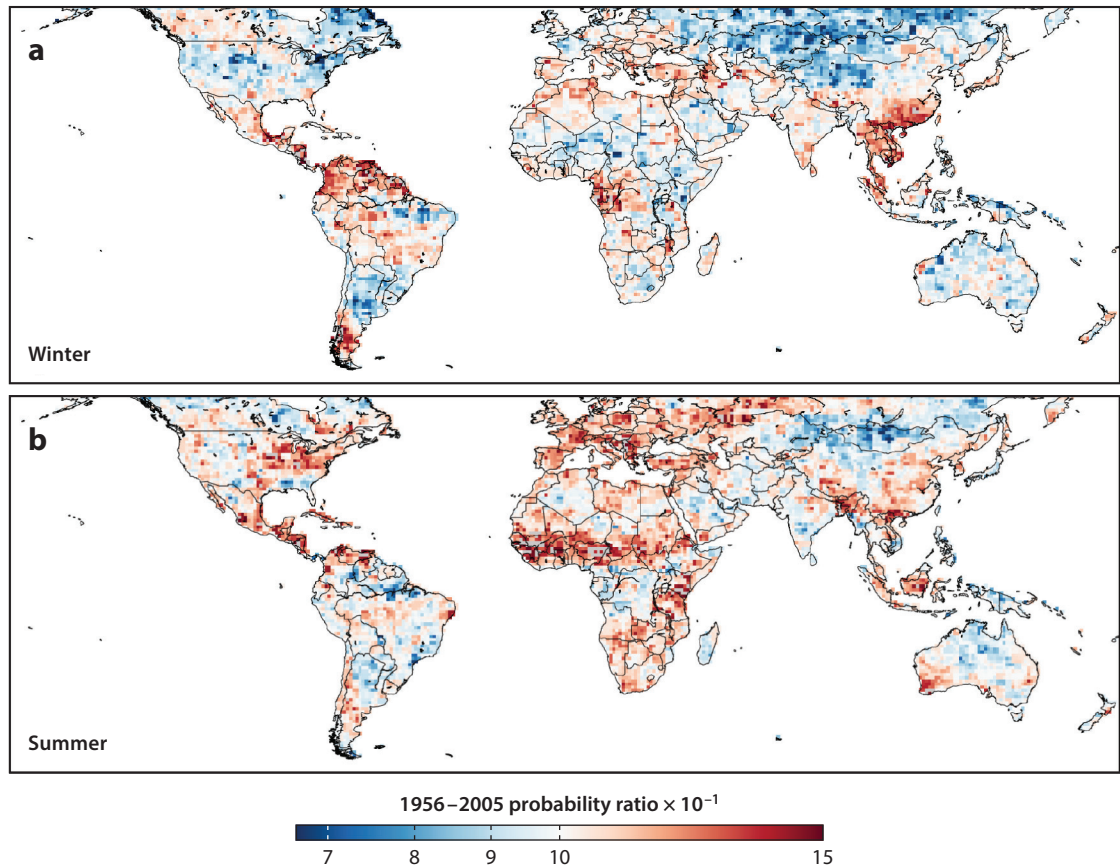 a
Winter
b
Summer
1956–2005 probability ratio × 10⁻¹
7 8 9 10 15